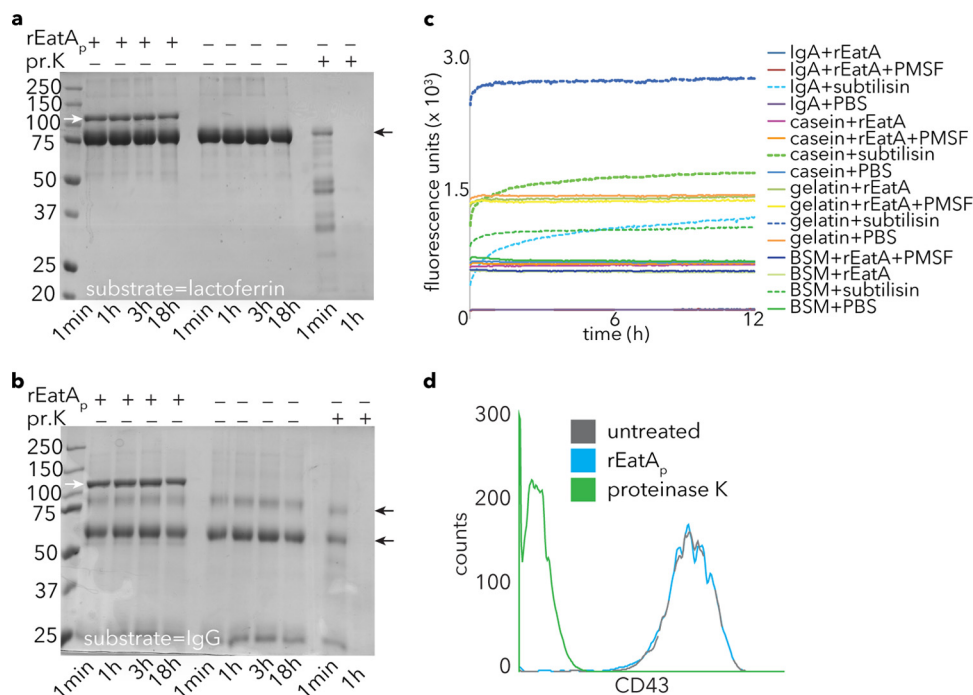 a
rEatAp + + + + − − − − − −
pr.K − − − − − − − − + +
250
150
100
75
50
37
25
20
substrate=lactoferrin
1min 1h 3h 18h 1min 1h 3h 18h 1min 1h
b
rEatAp + + + + − − − − − −
pr.K − − − − − − − − + +
250
150
100
75
50
37
25
substrate=IgG
1min 1h 3h 18h 1min 1h 3h 18h 1min 1h
c
fluorescence units (x 10³)
3.0
1.5
0
6
12
time (h)
IgA+rEatA
IgA+rEatA+PMSF
IgA+subtilisin
IgA+PBS
casein+rEatA
casein+rEatA+PMSF
casein+subtilisin
casein+PBS
gelatin+rEatA
gelatin+rEatA+PMSF
gelatin+subtilisin
gelatin+PBS
BSM+rEatA+PMSF
BSM+rEatA
BSM+subtilisin
BSM+PBS
d
counts
300
200
100
0
CD43
untreated
rEatAp
proteinase K